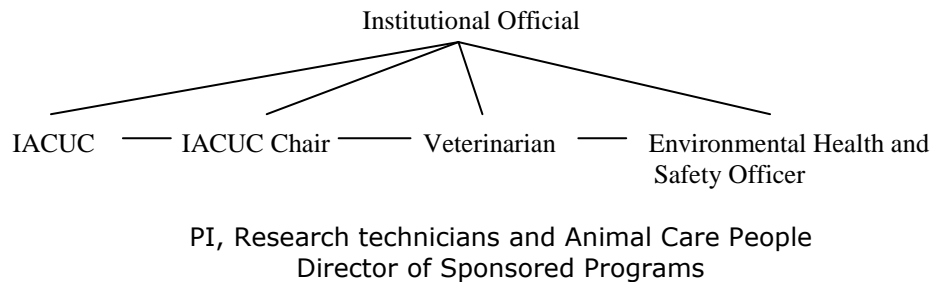 Institutional Official
IACUC IACUC Chair Veterinarian Environmental Health and
Safety Officer
PI, Research technicians and Animal Care People
Director of Sponsored Programs